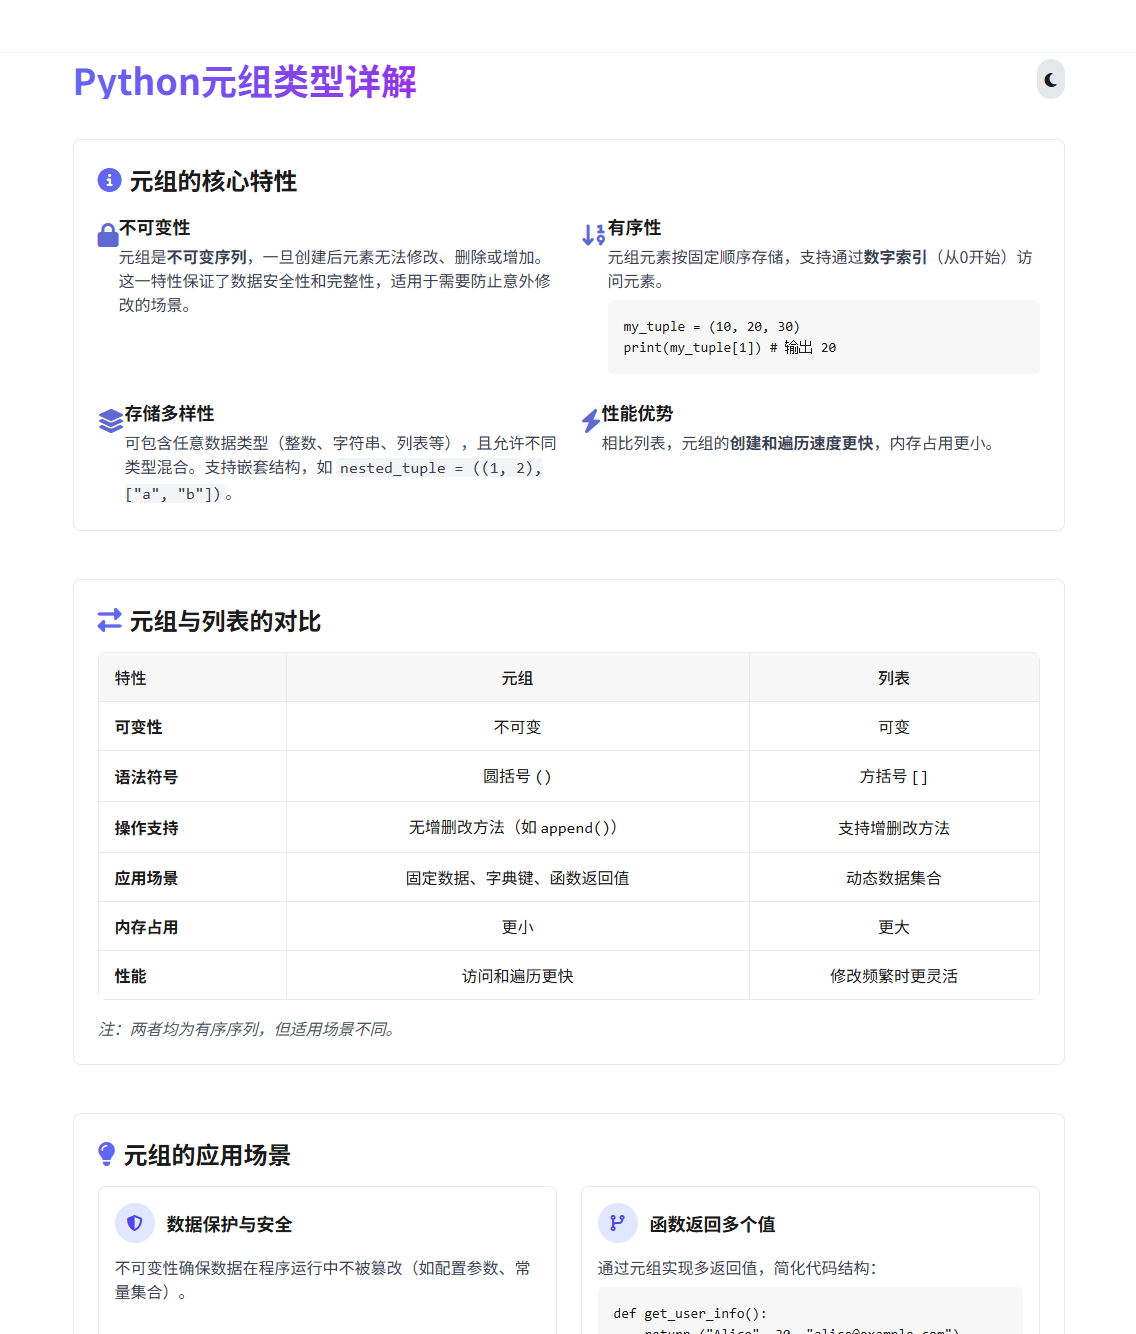 Python元组类型详解
元组的核心特性
不可变性
元组是不可变序列，一旦创建后元素无法修改、删除或增加。
这一特性保证了数据安全性和完整性，适用于需要防止意外修
改的场景。
有序性
元组元素按固定顺序存储，支持通过数字索引（从0开始）访
问元素。
my_tuple = (10, 20, 30)
print(my_tuple[1]) # 输出 20
存储多样性
可包含任意数据类型（整数、字符串、列表等），且允许不同
类型混合。支持嵌套结构，如 nested_tuple = ((1, 2),
["a", "b"])。
性能优势
相比列表，元组的创建和遍历速度更快，内存占用更小。
元组与列表的对比
特性 元组 列表
可变性 不可变 可变
语法符号 圆括号 () 方括号 []
操作支持 无增删改方法（如 append()） 支持增删改方法
应用场景 固定数据、字典键、函数返回值 动态数据集合
内存占用 更小 更大
性能 访问和遍历更快 修改频繁时更灵活
注：两者均为有序序列，但适用场景不同。
元组的应用场景
数据保护与安全
不可变性确保数据在程序运行中不被篡改（如配置参数、常
量集合）。
函数返回多个值
通过元组实现多返回值，简化代码结构：
def get_user_info():
return ("Alice", 30, "alice@example.com")